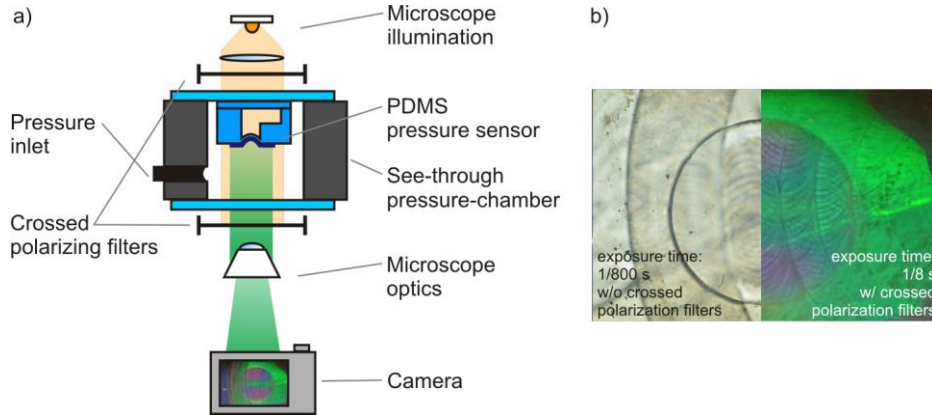 a)
Microscope
illumination
PDMS
pressure sensor
Pressure
inlet
See-through
pressure-chamber
Crossed
polarizing filters
Microscope
optics
Camera
b)
exposure time:
1/800 s
w/o crossed
polarization filters
exposure time:
1/8 s
w/ crossed
polarization filters